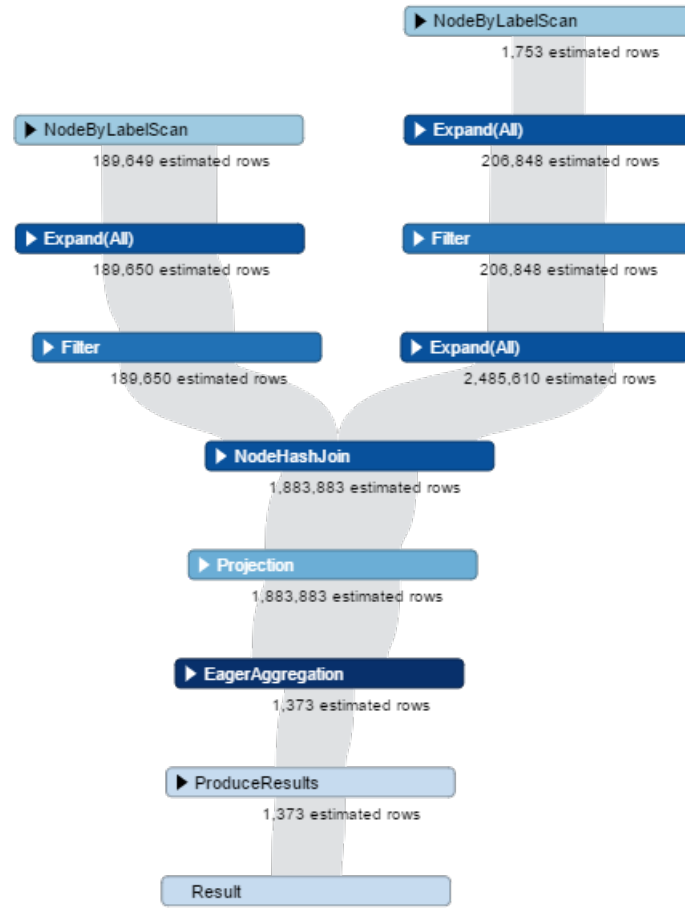 NodeByLabelScan
1,753 estimated rows
NodeByLabelScan
189,649 estimated rows
Expand(All)
206,848 estimated rows
Expand(All)
189,650 estimated rows
Filter
206,848 estimated rows
Filter
189,650 estimated rows
Expand(All)
2,485,610 estimated rows
NodeHashJoin
1,883,883 estimated rows
Projection
1,883,883 estimated rows
EagerAggregation
1,373 estimated rows
ProduceResults
1,373 estimated rows
Result